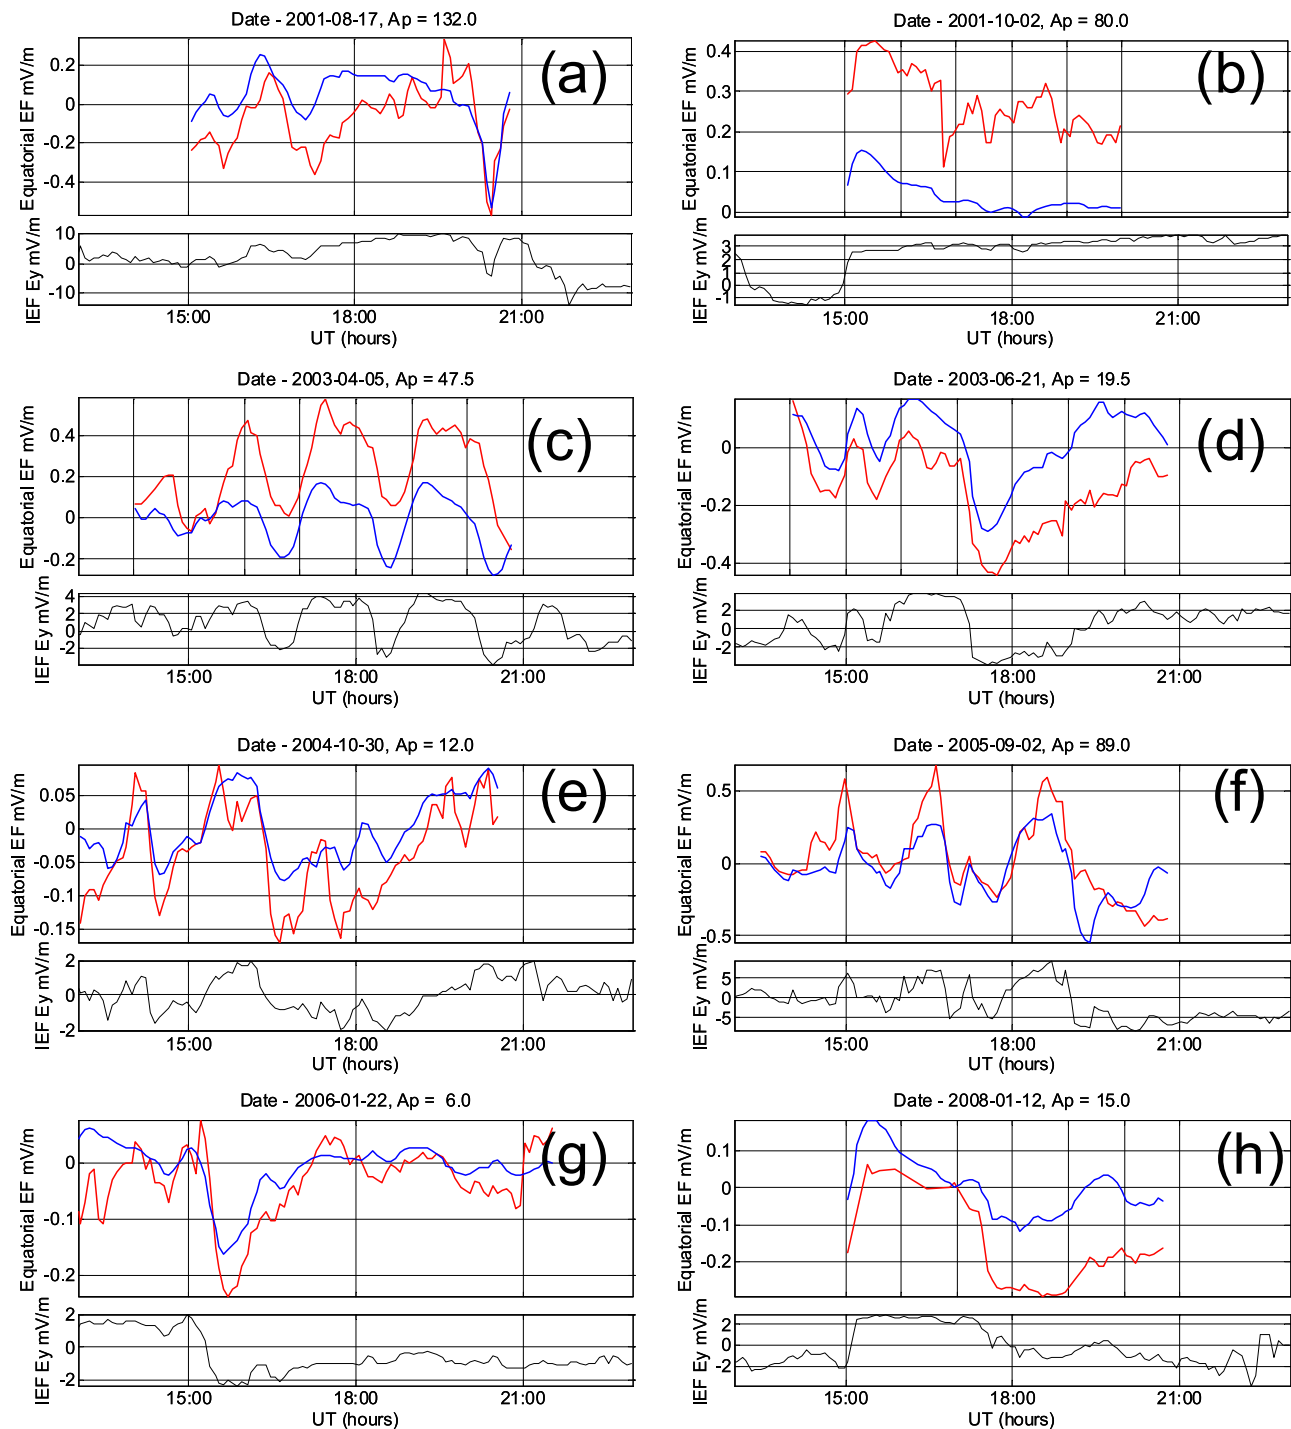 Date - 2001-08-17, Ap = 132.0
Equatorial EF mV/m
0.2
0
-0.2
-0.4
(a)
IEF Ey mV/m
10
0
-10
15:00 18:00 21:00
UT (hours)
Date - 2001-10-02, Ap = 80.0
Equatorial EF mV/m
0.4
0.3
0.2
0.1
0
(b)
IEF Ey mV/m
3
2
1
0
-1
15:00 18:00 21:00
UT (hours)
Date - 2003-04-05, Ap = 47.5
Equatorial EF mV/m
0.4
0.2
0
-0.2
(c)
IEF Ey mV/m
4
2
0
-2
15:00 18:00 21:00
UT (hours)
Date - 2003-06-21, Ap = 19.5
Equatorial EF mV/m
0
-0.2
-0.4
(d)
IEF Ey mV/m
2
0
-2
15:00 18:00 21:00
UT (hours)
Date - 2004-10-30, Ap = 12.0
Equatorial EF mV/m
0.05
0
-0.05
-0.1
-0.15
(e)
IEF Ey mV/m
2
0
-2
15:00 18:00 21:00
UT (hours)
Date - 2005-09-02, Ap = 89.0
Equatorial EF mV/m
0.5
0
-0.5
(f)
IEF Ey mV/m
5
0
-5
15:00 18:00 21:00
UT (hours)
Date - 2006-01-22, Ap = 6.0
Equatorial EF mV/m
0
-0.1
-0.2
(g)
IEF Ey mV/m
2
0
-2
15:00 18:00 21:00
UT (hours)
Date - 2008-01-12, Ap = 15.0
Equatorial EF mV/m
0.1
0
-0.1
-0.2
(h)
IEF Ey mV/m
2
0
-2
15:00 18:00 21:00
UT (hours)